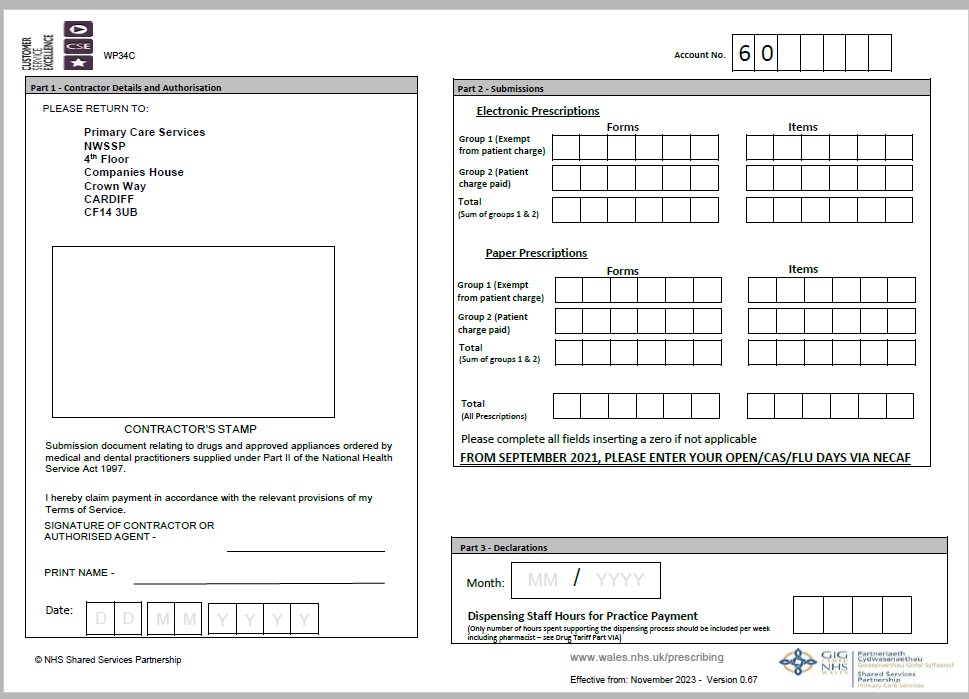 CUSTOMER
SERVICE
EXCELLENCE
CSE
WP34C
Account No. 6 0
Part 1 - Contractor Details and Authorisation
PLEASE RETURN TO:
Primary Care Services
NWSSP
4th Floor
Companies House
Crown Way
CARDIFF
CF14 3UB
CONTRACTOR'S STAMP
Submission document relating to drugs and approved appliances ordered by
medical and dental practitioners supplied under Part II of the National Health
Service Act 1997.
I hereby claim payment in accordance with the relevant provisions of my
Terms of Service.
SIGNATURE OF CONTRACTOR OR
AUTHORISED AGENT -
PRINT NAME -
Date: D D M M Y Y Y Y
Part 2 - Submissions
Electronic Prescriptions
Forms Items
Group 1 (Exempt
from patient charge)
Group 2 (Patient
charge paid)
Total
(Sum of groups 1 & 2)
Paper Prescriptions
Forms Items
Group 1 (Exempt
from patient charge)
Group 2 (Patient
charge paid)
Total
(Sum of groups 1 & 2)
Total
(All Prescriptions)
Please complete all fields inserting a zero if not applicable
FROM SEPTEMBER 2021, PLEASE ENTER YOUR OPEN/CAS/FLU DAYS VIA NECAF
Part 3 - Declarations
Month: MM / YYYY
Dispensing Staff Hours for Practice Payment
(Only number of hours spent supporting the dispensing process should be included per week
including pharmacist – see Drug Tariff Part VIA)
© NHS Shared Services Partnership
www.wales.nhs.uk/prescribing
Effective from: November 2023 - Version 0.67
GIG
CYMRU
NHS
WALES
Partneriaeth
Cydwasanaethau
Gwasanaethau Gofal Sylfaenol
Shared Services
Partnership
Primary Care Services